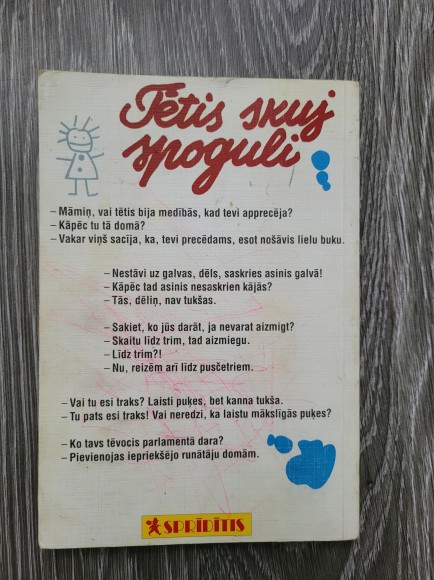 Tētis skuj
spoguli
– Māmiņ, vai tētis bija medībās, kad tevi apprecēja?
– Kāpēc tu tā domā?
– Vakar viņš sacīja, ka, tevi precēdams, esot nošāvis lielu buku.
– Nestāvi uz galvas, dēls, saskries asinis galvā!
– Kāpēc tad asinis nesaskrien kājās?
– Tās, dēliņ, nav tukšas.
– Sakiet, ko jūs darāt, ja nevarat aizmigt?
– Skaitu līdz trim, tad aizmiegu.
– Līdz trim?!
– Nu, reizēm arī līdz pusčetriem.
– Vai tu esi traks? Laisti puķes, bet kanna tukša.
– Tu pats esi traks! Vai neredzi, ka laistu mākslīgās puķes?
– Ko tavs tēvocis parlamentā dara?
– Pievienojas iepriekšējo runātāju domām.
SPRĪDĪTIS